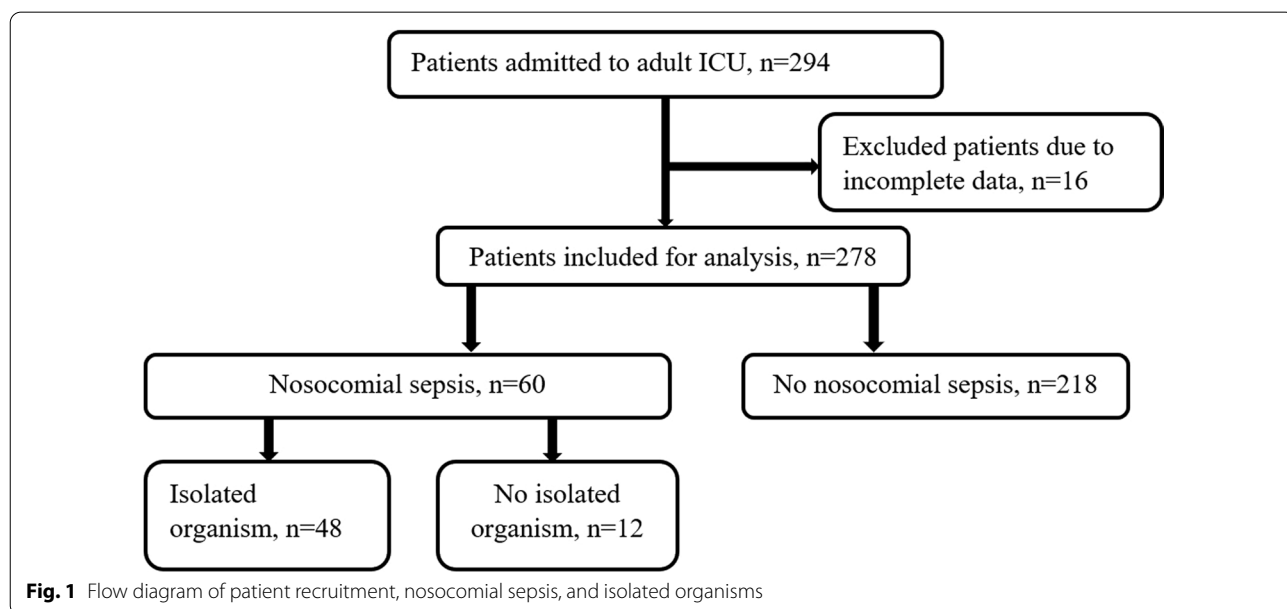 Patients admitted to adult ICU, n=294
Excluded patients due to
incomplete data, n=16
Patients included for analysis, n=278
Nosocomial sepsis, n=60
No nosocomial sepsis, n=218
Isolated
organism, n=48
No isolated
organism, n=12
Fig. 1 Flow diagram of patient recruitment, nosocomial sepsis, and isolated organisms